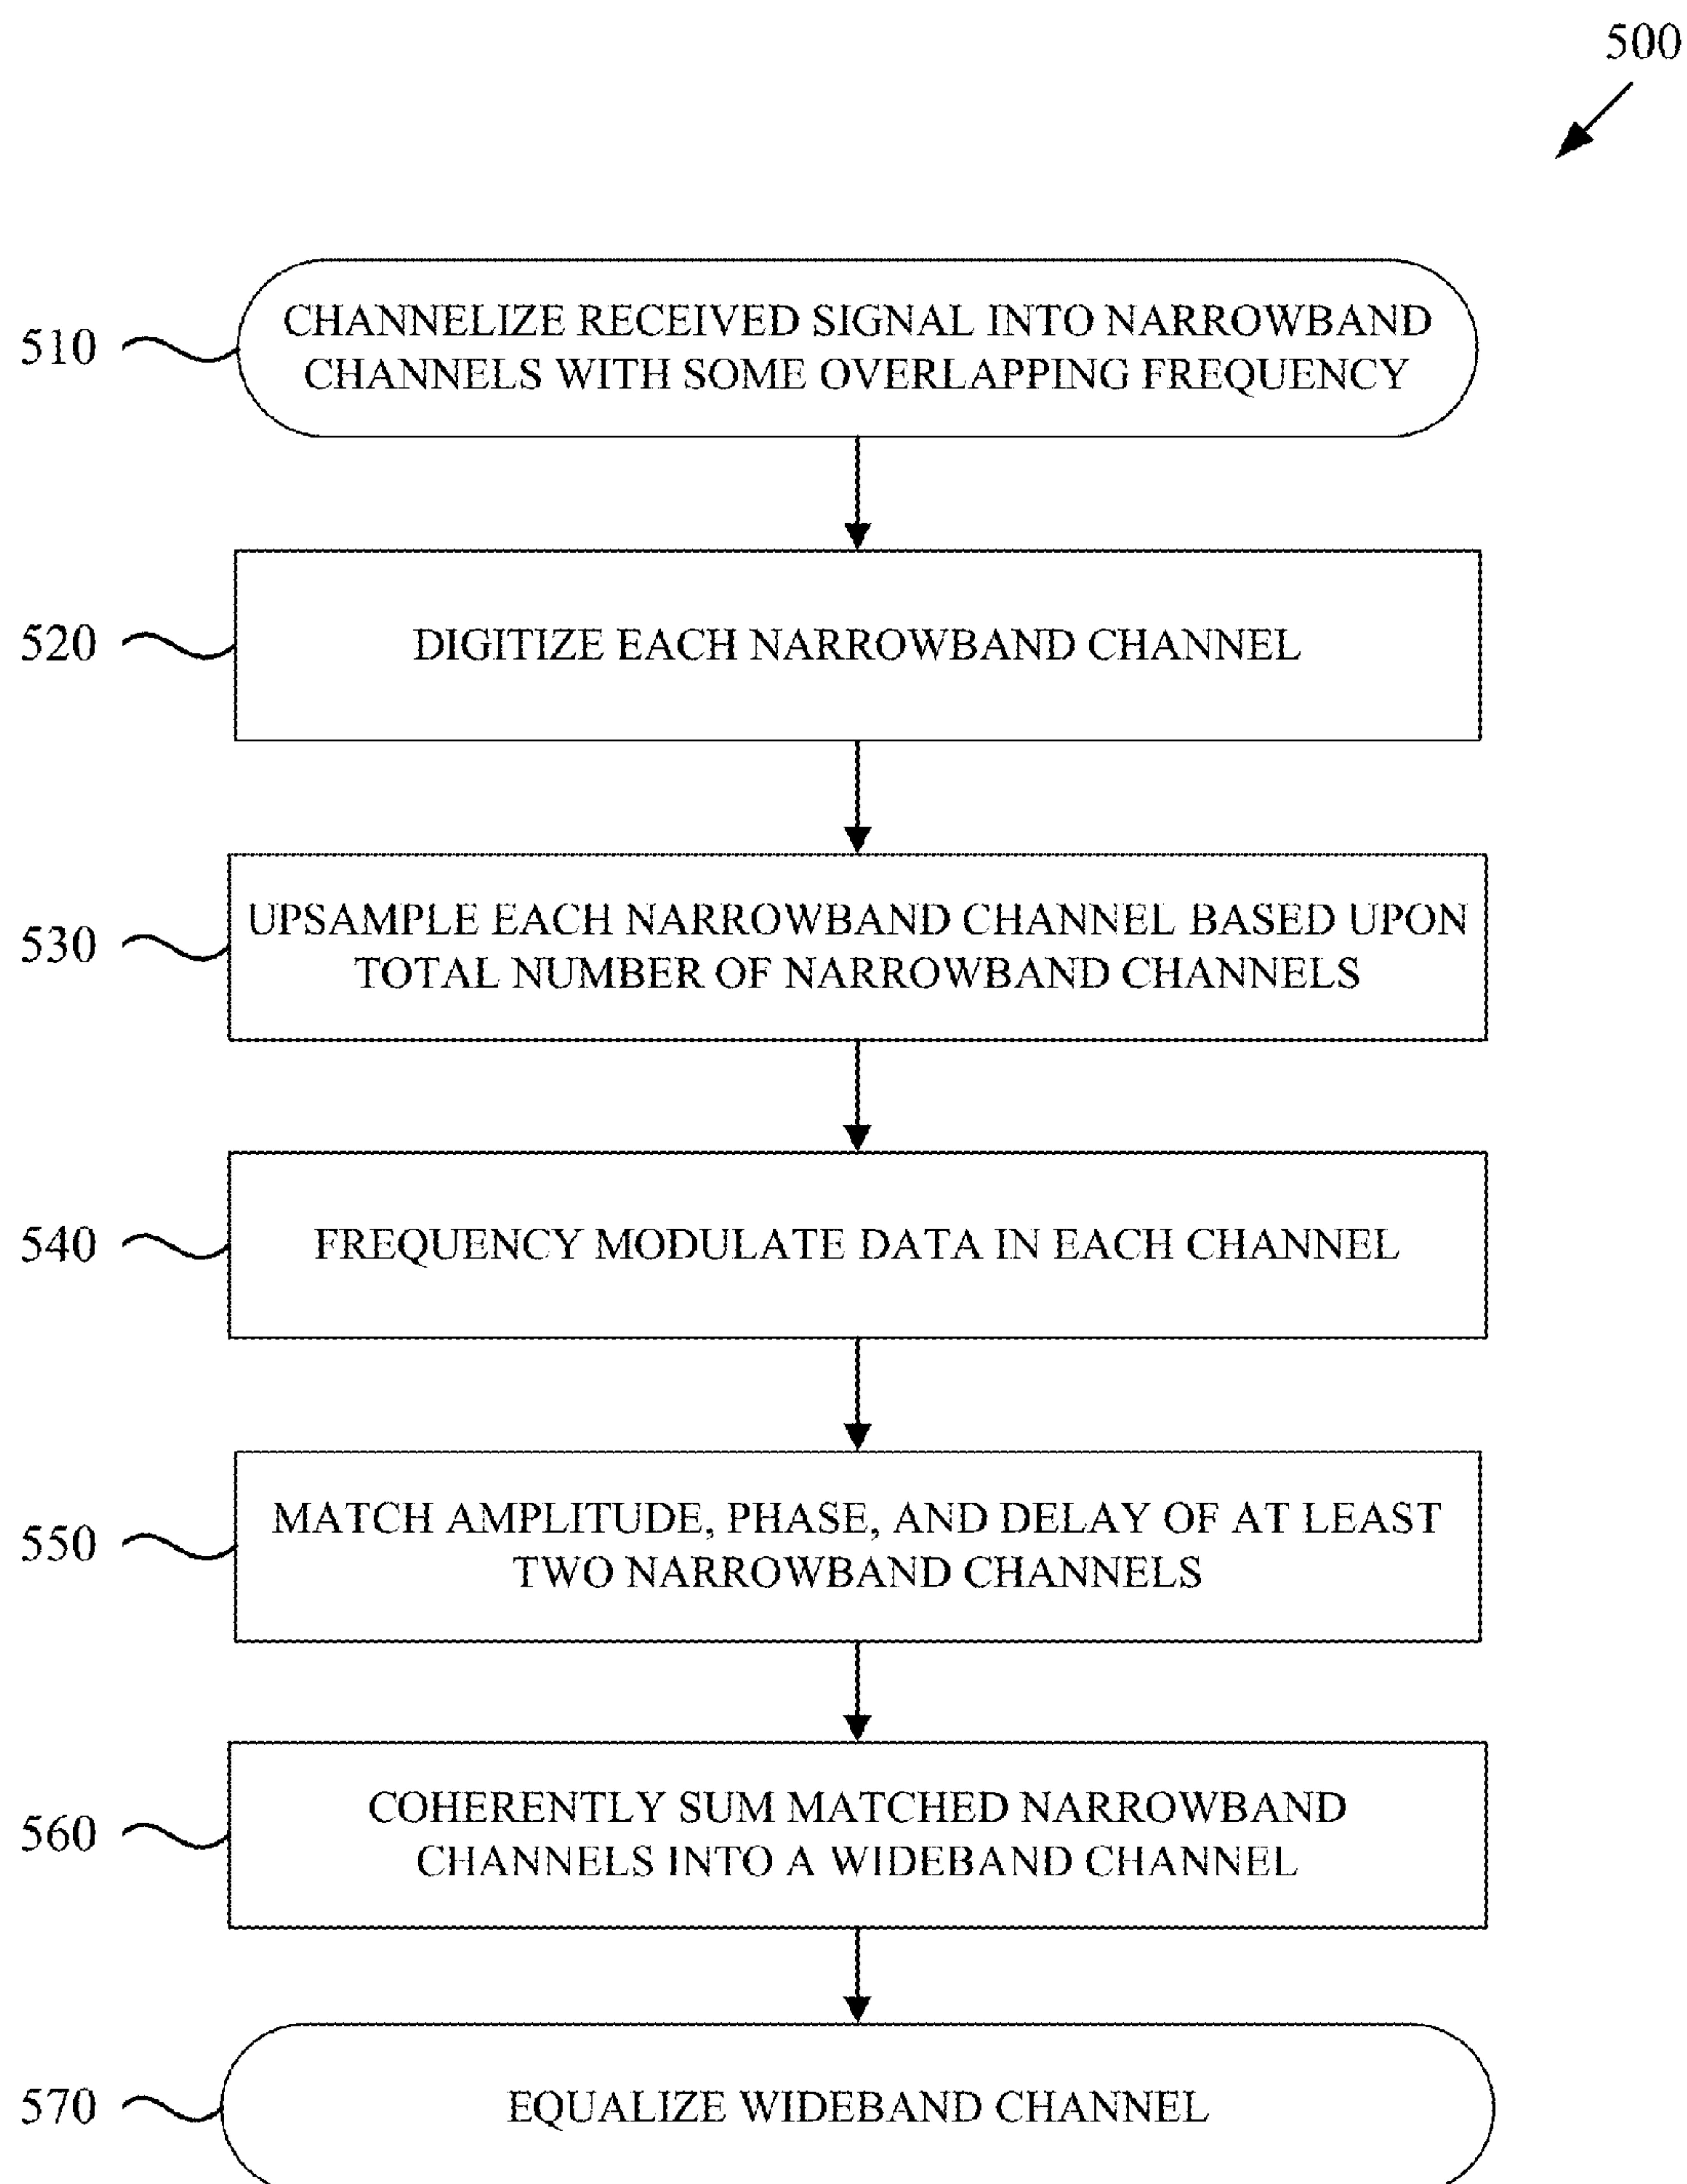 500
510
CHANNELIZE RECEIVED SIGNAL INTO NARROWBAND
CHANNELS WITH SOME OVERLAPPING FREQUENCY
520
DIGITIZE EACH NARROWBAND CHANNEL
530
UPSAMPLE EACH NARROWBAND CHANNEL BASED UPON
TOTAL NUMBER OF NARROWBAND CHANNELS
540
FREQUENCY MODULATE DATA IN EACH CHANNEL
550
MATCH AMPLITUDE, PHASE, AND DELAY OF AT LEAST
TWO NARROWBAND CHANNELS
560
COHERENTLY SUM MATCHED NARROWBAND
CHANNELS INTO A WIDEBAND CHANNEL
570
EQUALIZE WIDEBAND CHANNEL